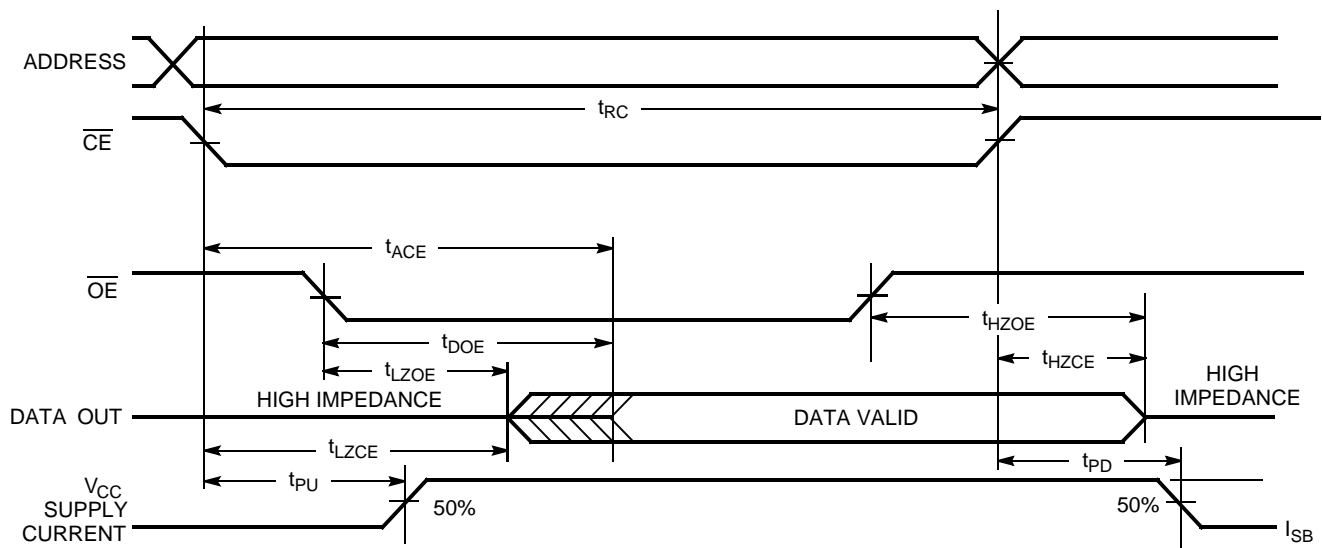 ADDRESS
tRC
CE
tACE
OE
tHZOE
tDOE
tHZCE
tLZOE
HIGH IMPEDANCE
HIGH
IMPEDANCE
DATA OUT
DATA VALID
tLZCE
tPD
tPU
VCC
SUPPLY
CURRENT
50%
50%
ISB